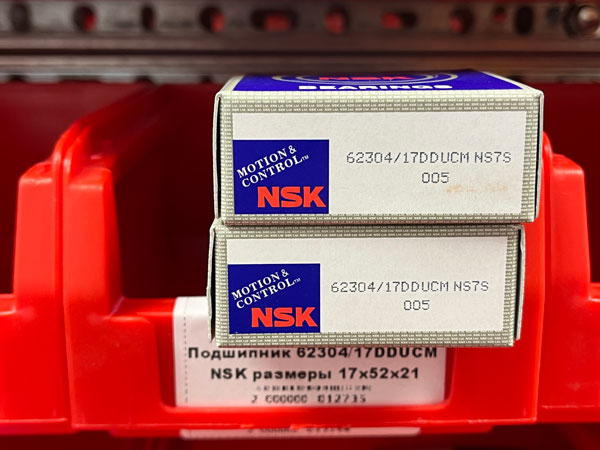 NSK
BEARINGS
MOTION &
CONTROL™
NSK
62304/17DDUCM NS7S
005
MOTION &
CONTROL™
NSK
62304/17DDUCM NS7S
005
Подшипник 62304/17DDUCM
NSK размеры 17x52x21
2 000000 012735